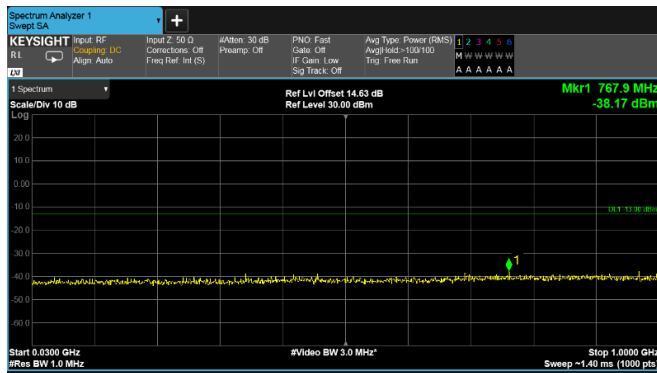 Spectrum Analyzer 1
Swept SA
KEYSIGHT Input: RF Input Z: 50 Ω #Atten: 30 dB PNO: Fast Avg Type: Power (RMS) 1 2 3 4 5 6
RL Coupling: DC Corrections: Off Preamp: Off Gate: Off Avg|Hold:>100/100 M W W W W W
Align: Auto Freq Ref: Int (S) IF Gain: Low Trig: Free Run
LXI Sig Track: Off A A A A A A
1 Spectrum Ref Lvl Offset 14.63 dB Mkr1 767.9 MHz
Scale/Div 10 dB Ref Level 30.00 dBm -38.17 dBm
Log
20.0
10.0
0.00
-10.0 DL1 -13.00 dBm
-20.0
-30.0 1
-40.0
-50.0
-60.0
Start 0.0300 GHz #Video BW 3.0 MHz* Stop 1.0000 GHz
#Res BW 1.0 MHz Sweep ~1.40 ms (1000 pts)